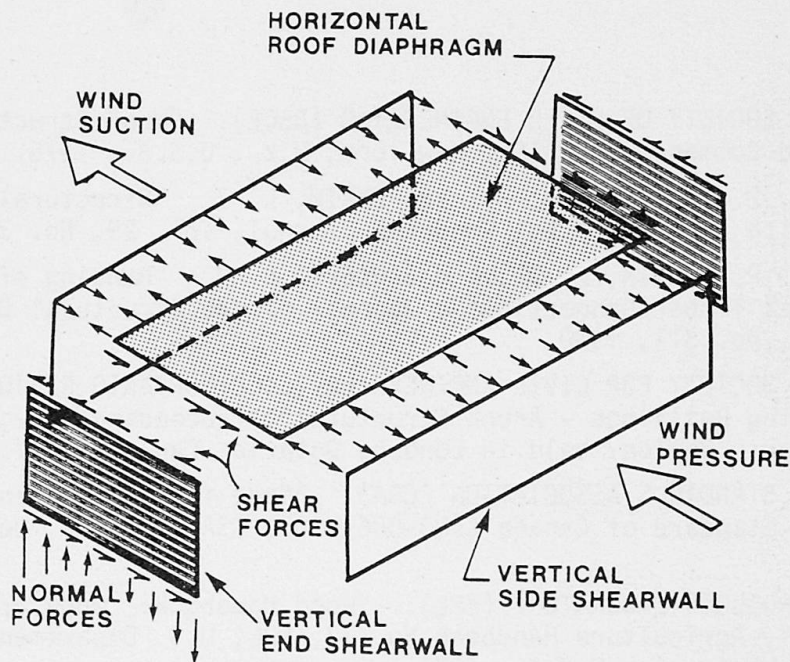 HORIZONTAL
ROOF DIAPHRAGM
WIND
SUCTION
WIND
PRESSURE
SHEAR
FORCES
NORMAL
FORCES
VERTICAL
END SHEARWALL
VERTICAL
SIDE SHEARWALL